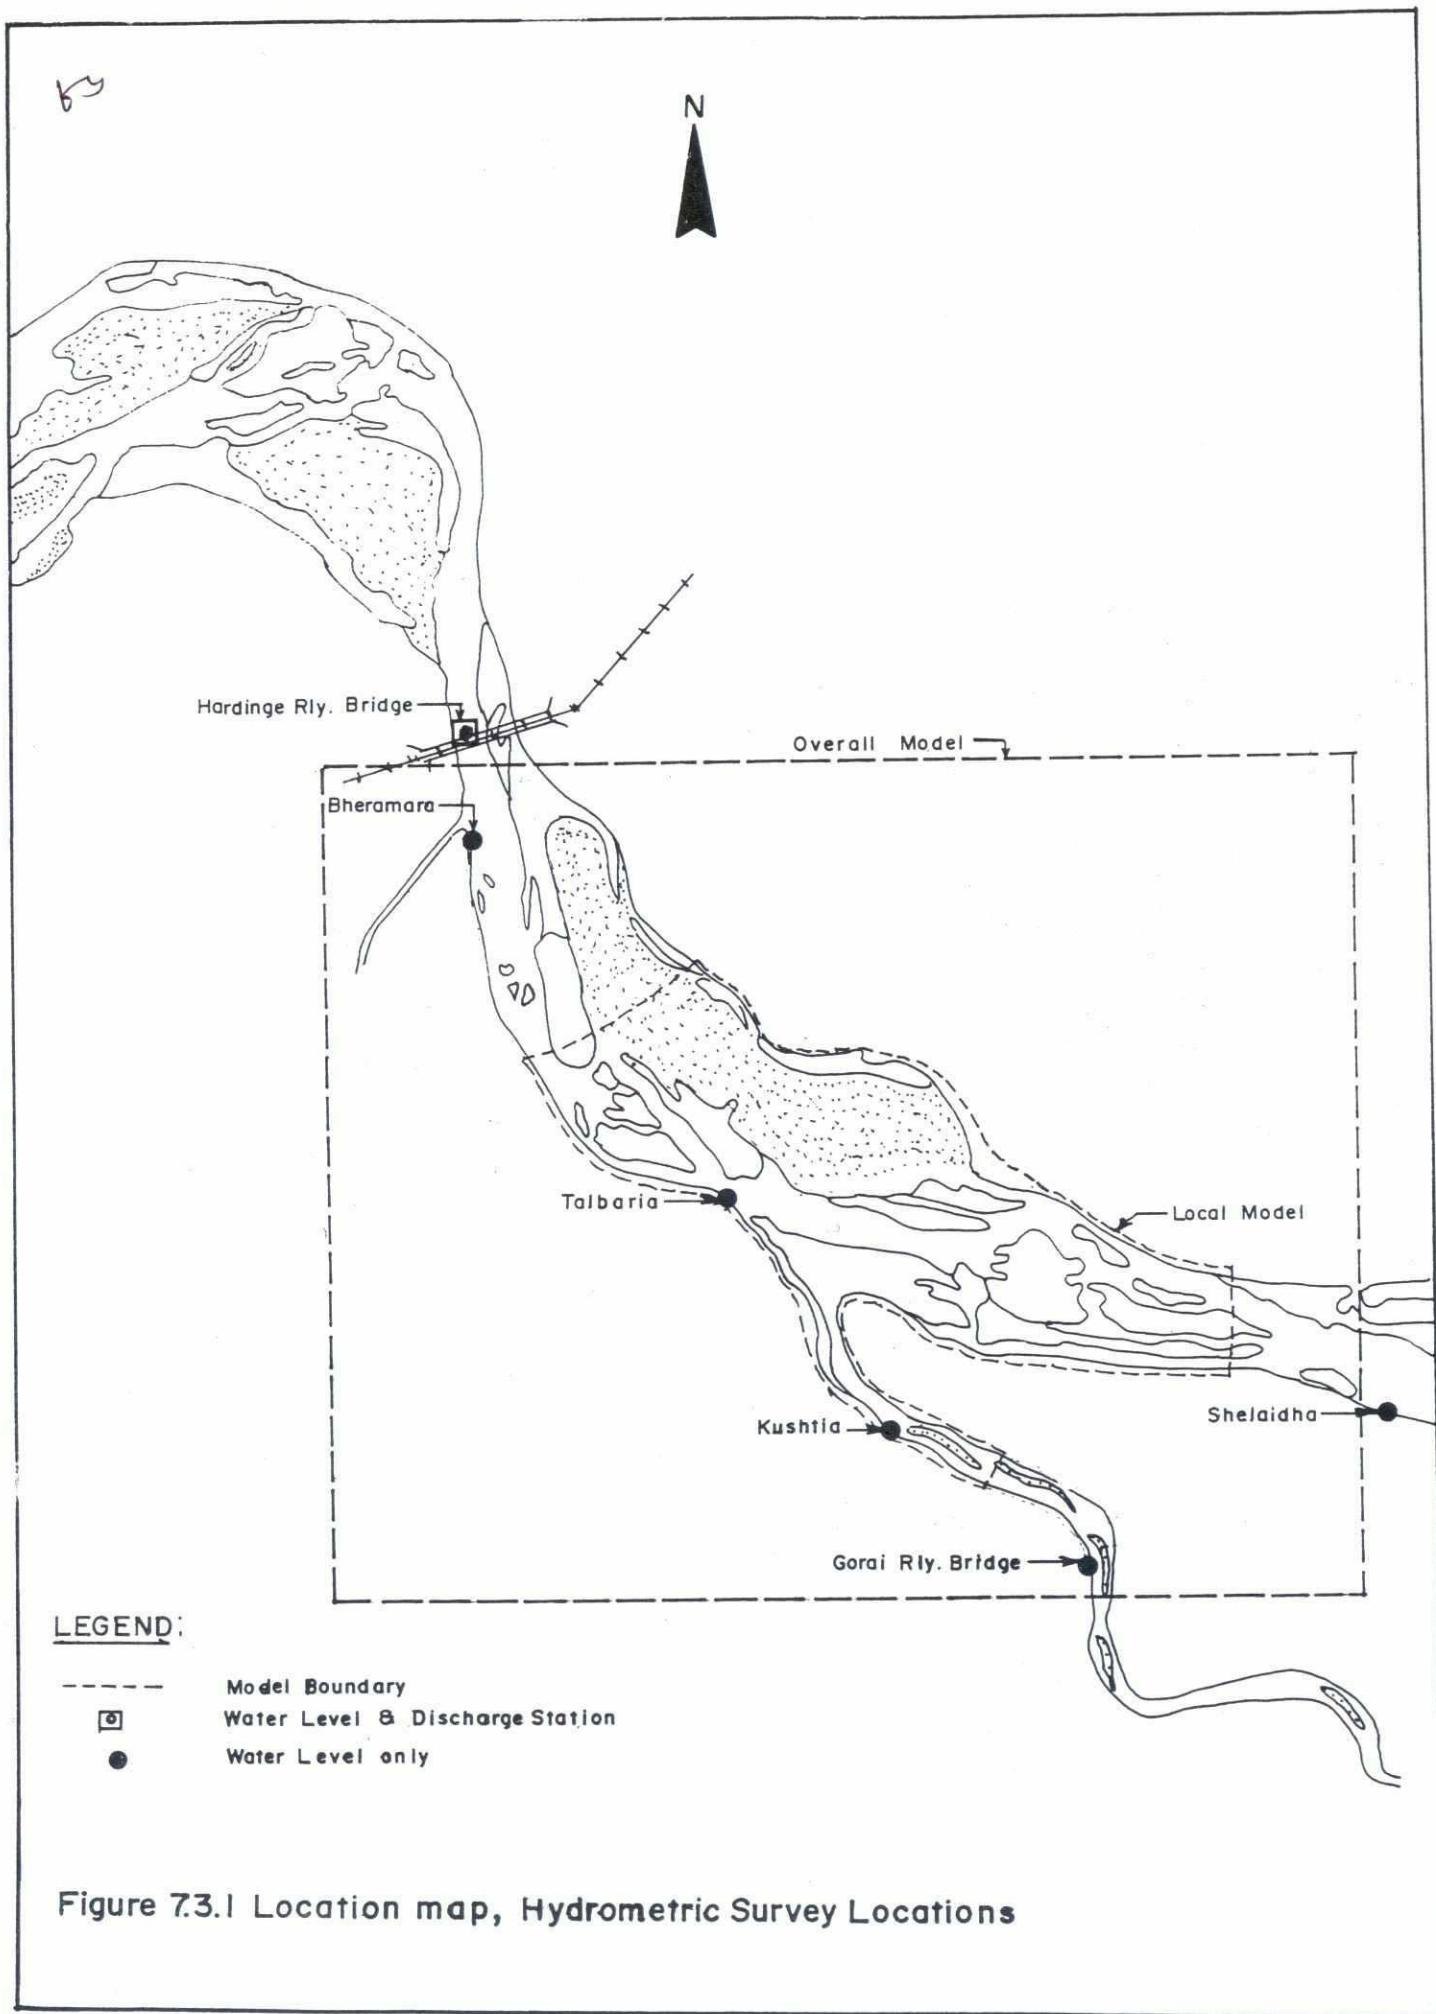 N
Hardinge Rly. Bridge
Overall Model
Bheramara
Talbaria
Local Model
Kushtia
Shelaidha
Gorai Rly. Bridge
LEGEND:
Model Boundary
Water Level & Discharge Station
Water Level only
Figure 7.3.1 Location map, Hydrometric Survey Locations